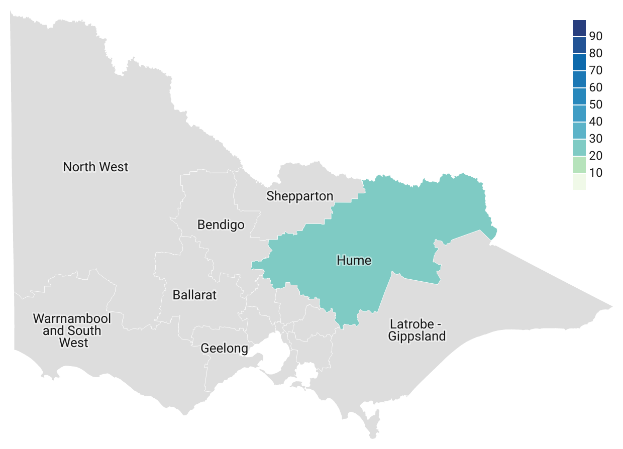 90
80
70
60
50
40
30
20
10
North West
Shepparton
Bendigo
Hume
Ballarat
Warrnambool
and South
West
Latrobe -
Gippsland
Geelong